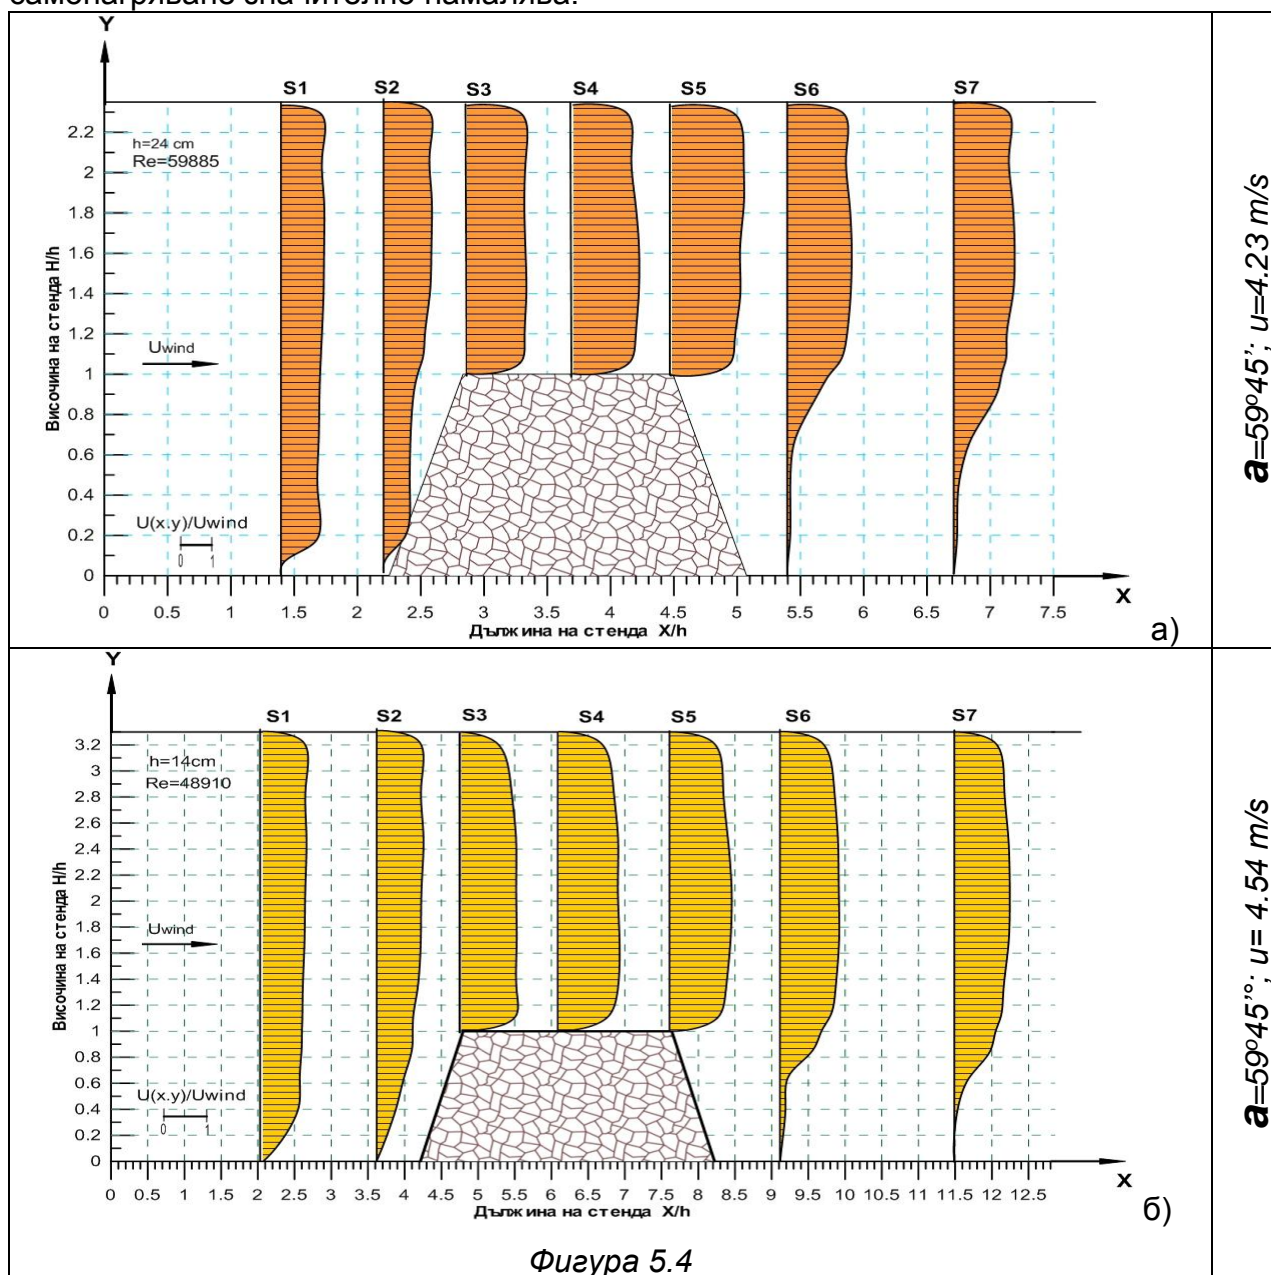 самонагряване значително намалява.
Y
S1 S2 S3 S4 S5 S6 S7
2.2
h=24 cm
Re=59885
2
1.8
1.6
1.4
1.2
Uwind
1
0.8
0.6
0.4
U(x.y)/Uwind
0.2
0 1
0
Височина на стенда H/h
0 0.5 1 1.5 2 2.5 3 3.5 4 4.5 5 5.5 6 6.5 7 7.5
X
Дължина на стенда X/h
а)
a=59º45’; u=4.23 m/s
Y
S1 S2 S3 S4 S5 S6 S7
3.2
h=14cm
3
Re=48910
2.8
2.6
2.4
2.2
2
1.8
Uwind
1.6
1.4
1.2
1
0.8
0.6
U(x.y)/Uwind
0.4
0 1
0.2
0
Височина на стенда H/h
0 0.5 1 1.5 2 2.5 3 3.5 4 4.5 5 5.5 6 6.5 7 7.5 8 8.5 9 9.5 10 10.5 11 11.5 12 12.5
X
Дължина на стенда X/h
б)
a=59º45’°; u= 4.54 m/s
Фигура 5.4